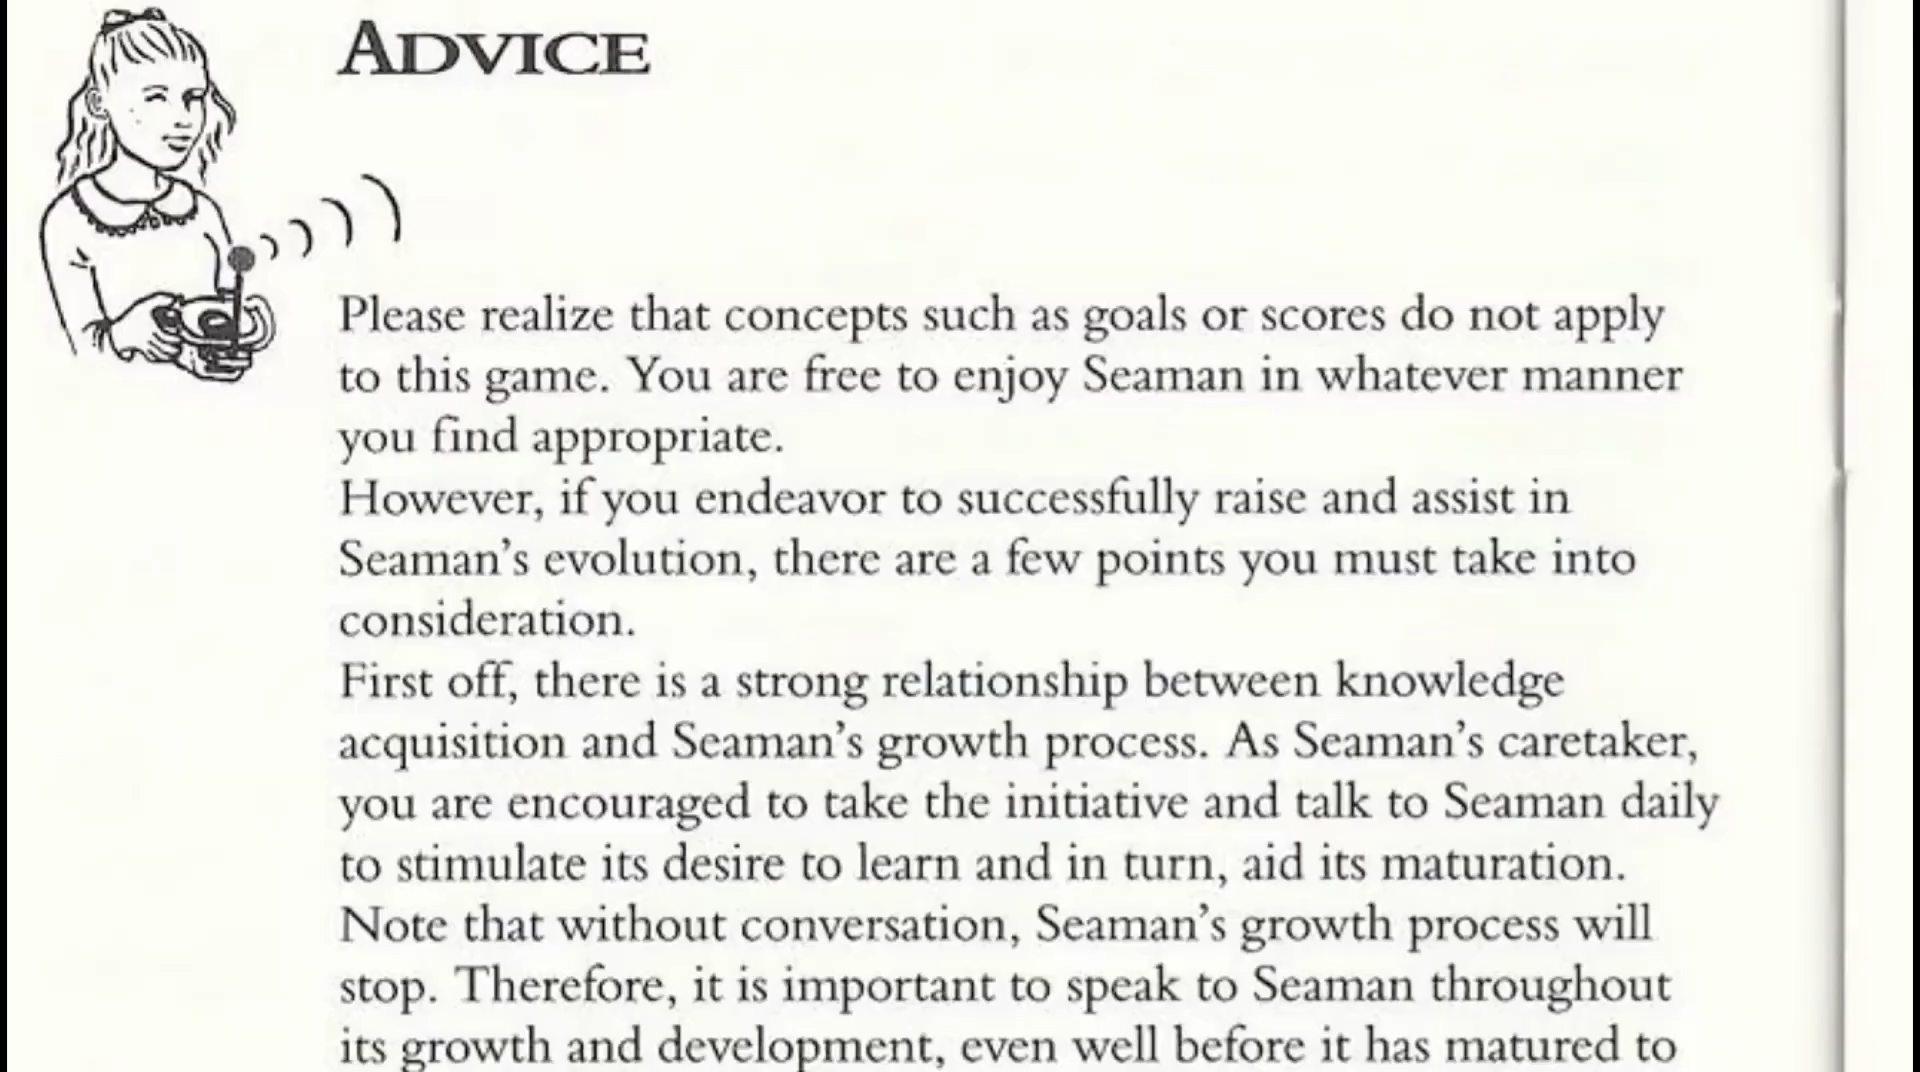 ADVICE
Please realize that concepts such as goals or scores do not apply
to this game. You are free to enjoy Seaman in whatever manner
you find appropriate.
However, if you endeavor to successfully raise and assist in
Seaman's evolution, there are a few points you must take into
consideration.
First off, there is a strong relationship between knowledge
acquisition and Seaman's growth process. As Seaman's caretaker,
you are encouraged to take the initiative and talk to Seaman daily
to stimulate its desire to learn and in turn, aid its maturation.
Note that without conversation, Seaman's growth process will
stop. Therefore, it is important to speak to Seaman throughout
its growth and development, even well before it has matured to